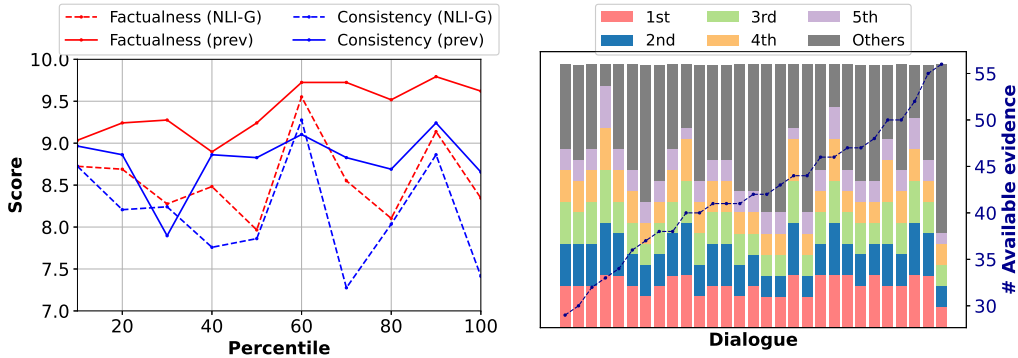 Factualness (NLI-G) Consistency (NLI-G)
Factualness (prev) Consistency (prev)
10.0
9.5
9.0
8.5
8.0
7.5
7.0
Score
20 40 60 80 100
Percentile
1st 3rd 5th
2nd 4th Others
55
50
45
40
35
30
# Available evidence
Dialogue